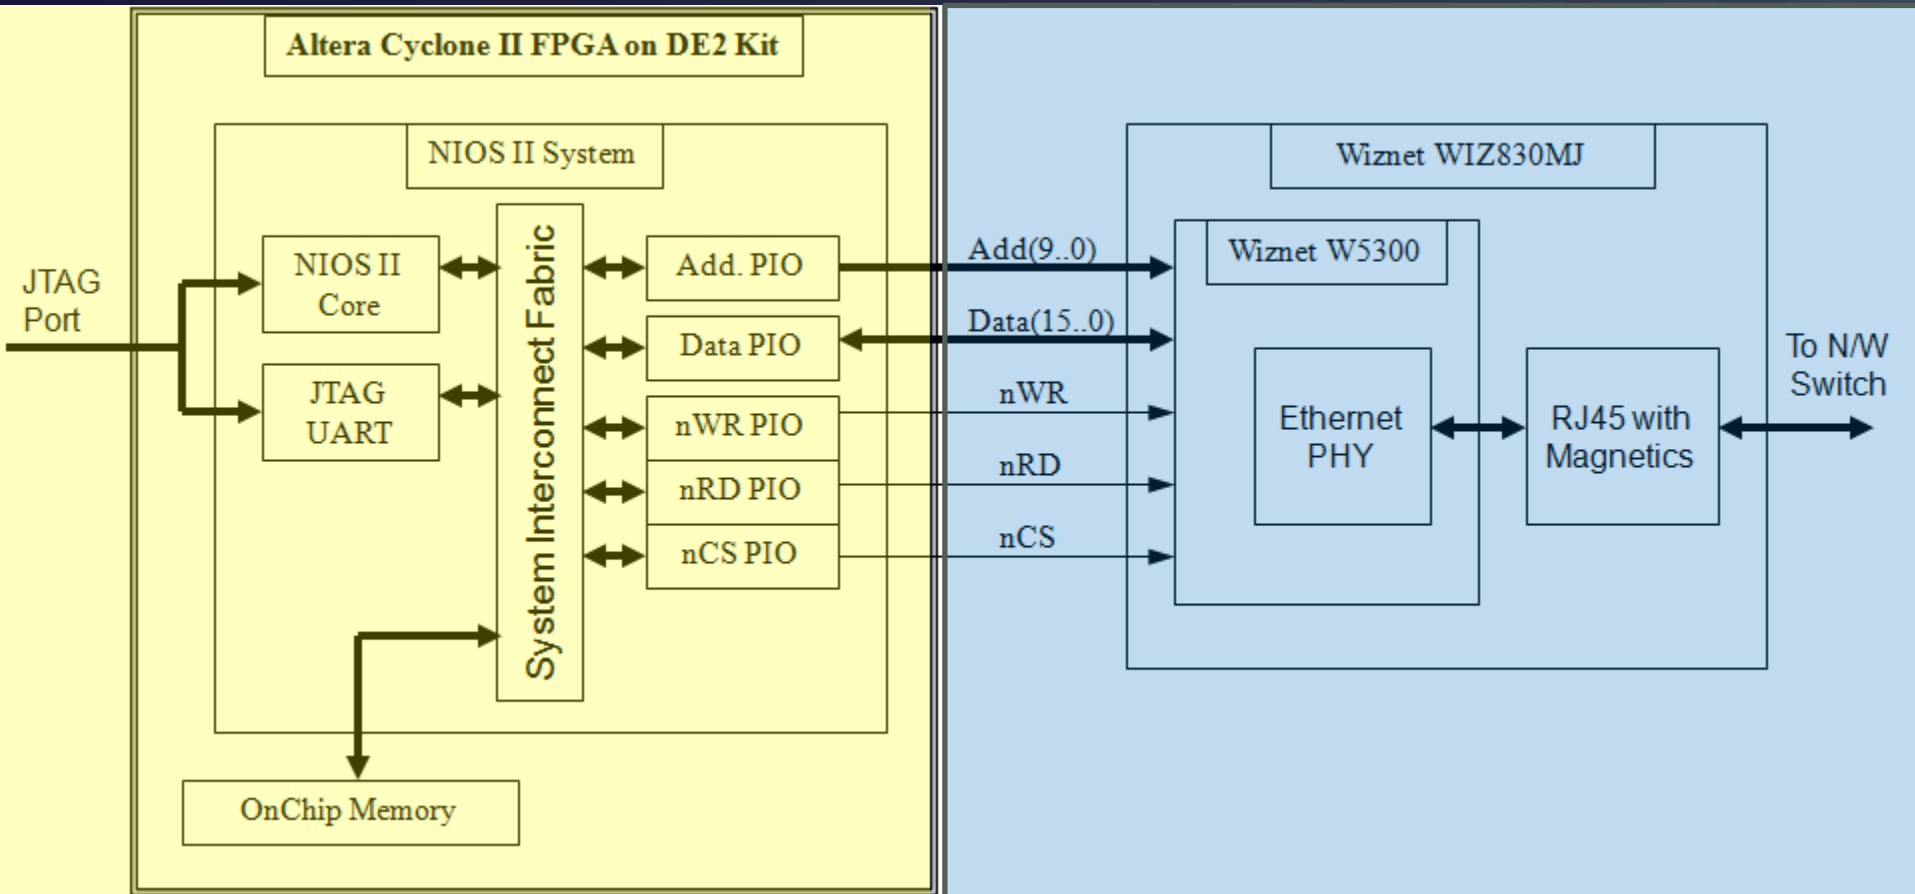 Altera Cyclone II FPGA on DE2 Kit
NIOS II System
JTAG
Port
NIOS II
Core
JTAG
UART
System Interconnect Fabric
Add. PIO
Data PIO
nWR PIO
nRD PIO
nCS PIO
OnChip Memory
Add(9..0)
Data(15..0)
nWR
nRD
nCS
Wiznet WIZ830MJ
Wiznet W5300
Ethernet
PHY
RJ45 with
Magnetics
To N/W
Switch